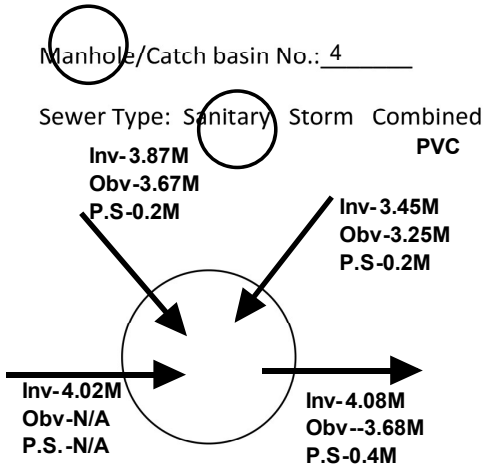 Manhole/Catch basin No.: 4
Sewer Type: Sanitary Storm Combined
PVC
Inv-3.87M
Obv-3.67M
P.S-0.2M
Inv-3.45M
Obv-3.25M
P.S-0.2M
Inv-4.02M
Obv-N/A
P.S.-N/A
Inv-4.08M
Obv--3.68M
P.S-0.4M